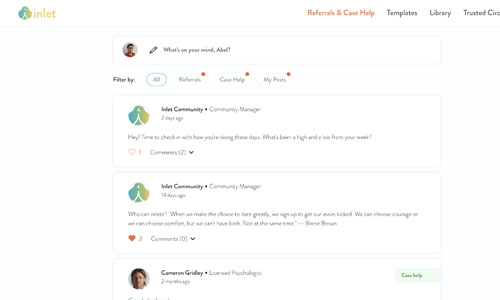 inlet
Referrals & Case Help Templates Library Trusted Circ
What's on your mind, Abel?
Filter by: All Referrals Case Help My Posts
Inlet Community • Community Manager
2 days ago
Hey! Time to check in with how you're doing these days. What's been a high and a low from your week?
1 Comments (2)
Inlet Community • Community Manager
14 days ago
Who can relate? "When we make the choice to dare greatly, we sign up to get our asses kicked. We can choose courage or
we can choose comfort, but we can't have both. Not at the same time." -- Brené Brown
2 Comments (0)
Cameron Gridley • Licensed Psychologist
Case help
2 months ago